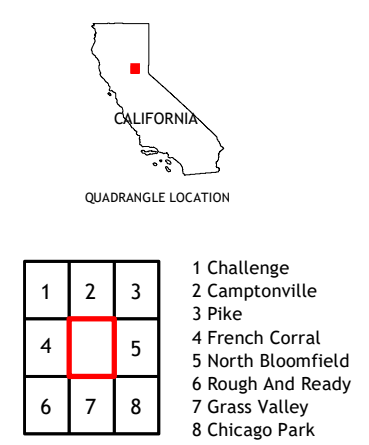 CALIFORNIA
QUADRANGLE LOCATION
1 2 3
4 5
6 7 8
1 Challenge
2 Camptonville
3 Pike
4 French Corral
5 North Bloomfield
6 Rough And Ready
7 Grass Valley
8 Chicago Park